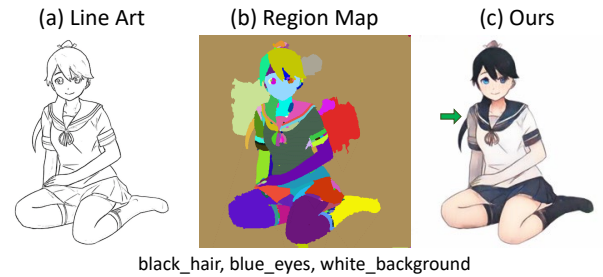 (a) Line Art (b) Region Map (c) Ours
black_hair, blue_eyes, white_background